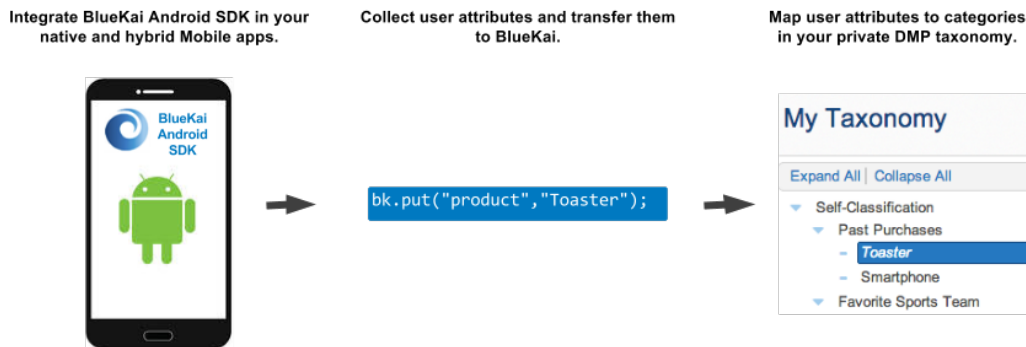 Integrate BlueKai Android SDK in your
native and hybrid Mobile apps.
Collect user attributes and transfer them
to BlueKai.
Map user attributes to categories
in your private DMP taxonomy.
BlueKai
Android
SDK
bk.put("product","Toaster");
My Taxonomy
Expand All | Collapse All
Self-Classification
Past Purchases
Toaster
Smartphone
Favorite Sports Team